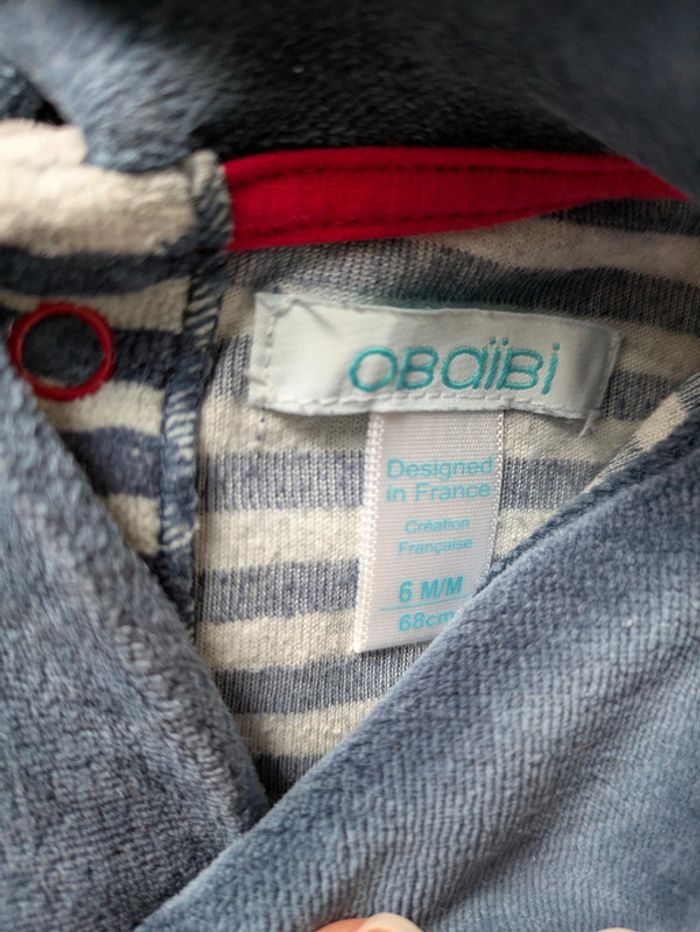 OBaïBi
Designed
in France
Création
Française
6 M/M
68cm